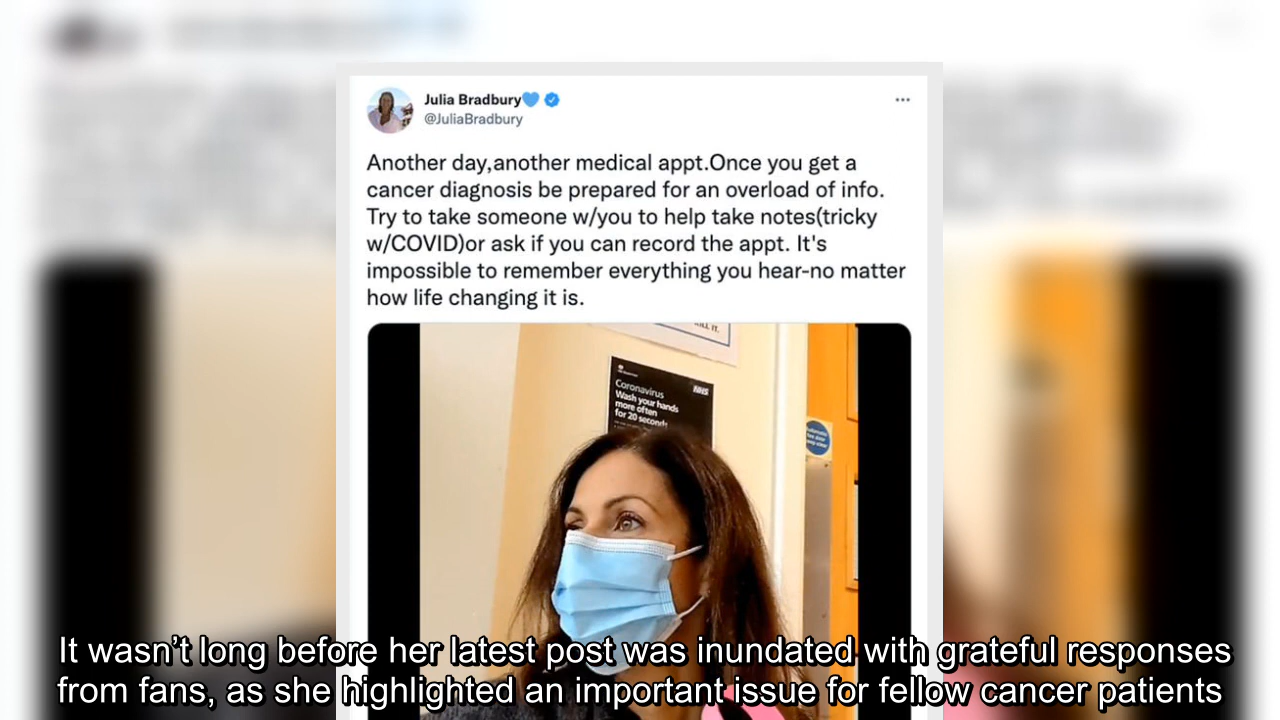 Julia Bradbury💙
@JuliaBradbury
Another day,another medical appt.Once you get a
cancer diagnosis be prepared for an overload of info.
Try to take someone w/you to help take notes(tricky
w/COVID)or ask if you can record the appt. It's
impossible to remember everything you hear-no matter
how life changing it is.
IT.
NHS
Coronavirus
Wash your hands
more often
for 20 seconds
It wasn’t long before her latest post was inundated with grateful responses
from fans, as she highlighted an important issue for fellow cancer patients